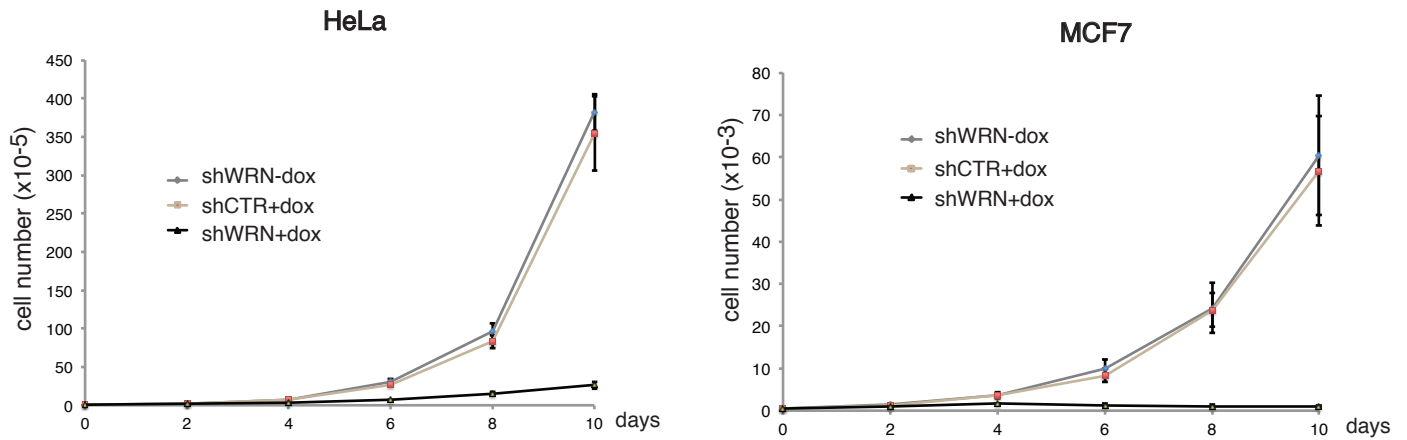 HeLa
cell number (x10-5)
450
400
350
300
250
200
150
100
50
0
shWRN-dox
shCTR+dox
shWRN+dox
0 2 4 6 8 10 days
MCF7
cell number (x10-3)
80
70
60
50
40
30
20
10
0
shWRN-dox
shCTR+dox
shWRN+dox
0 2 4 6 8 10 days